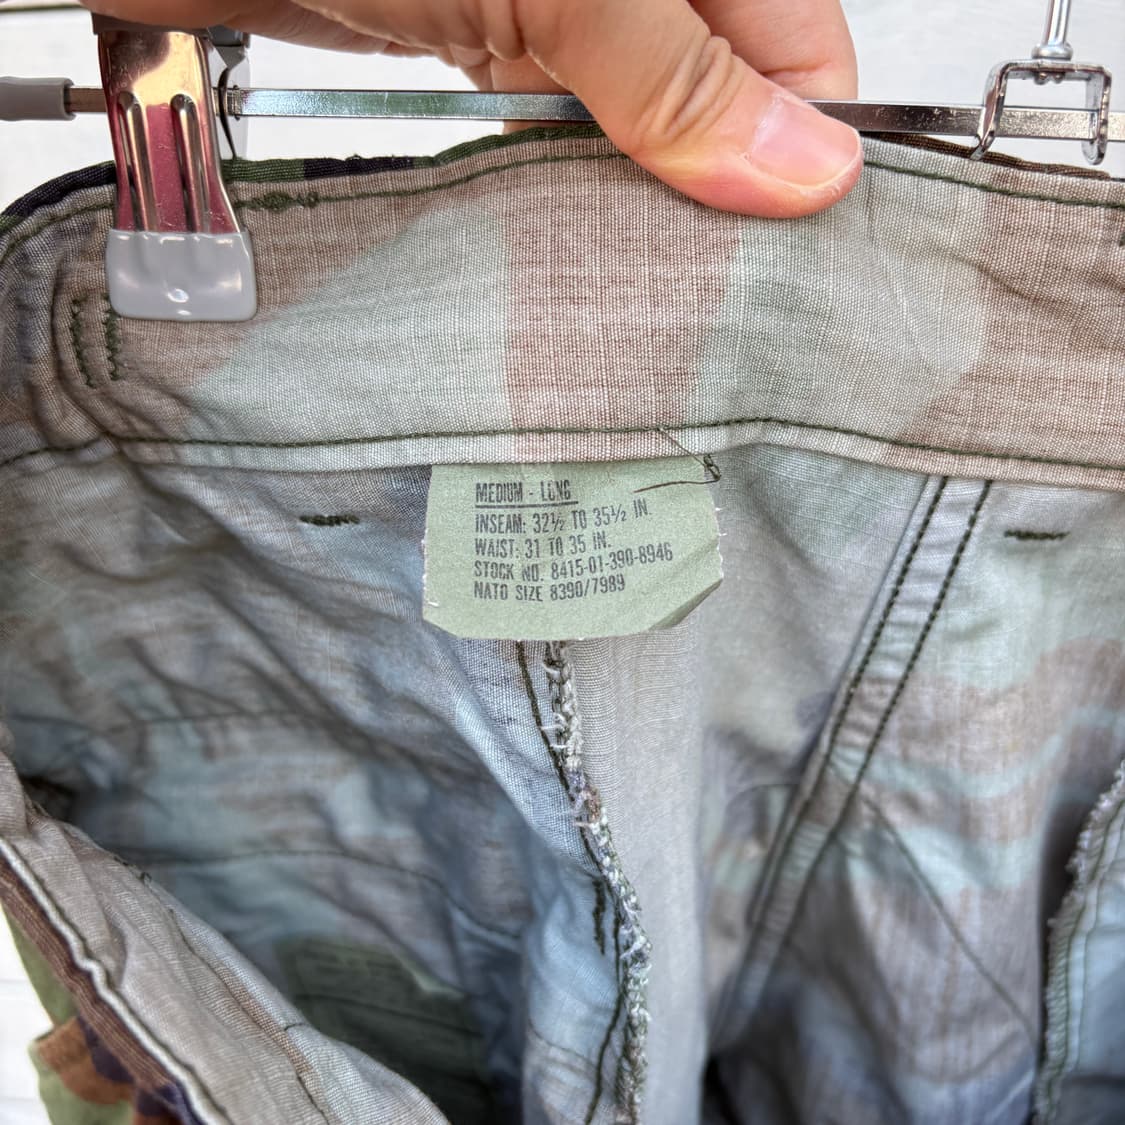 MEDIUM - LONG
INSEAM: 32½ TO 35½ IN.
WAIST: 31 TO 35 IN.
STOCK NO. 8415-01-390-8946
NATO SIZE 8390/7989